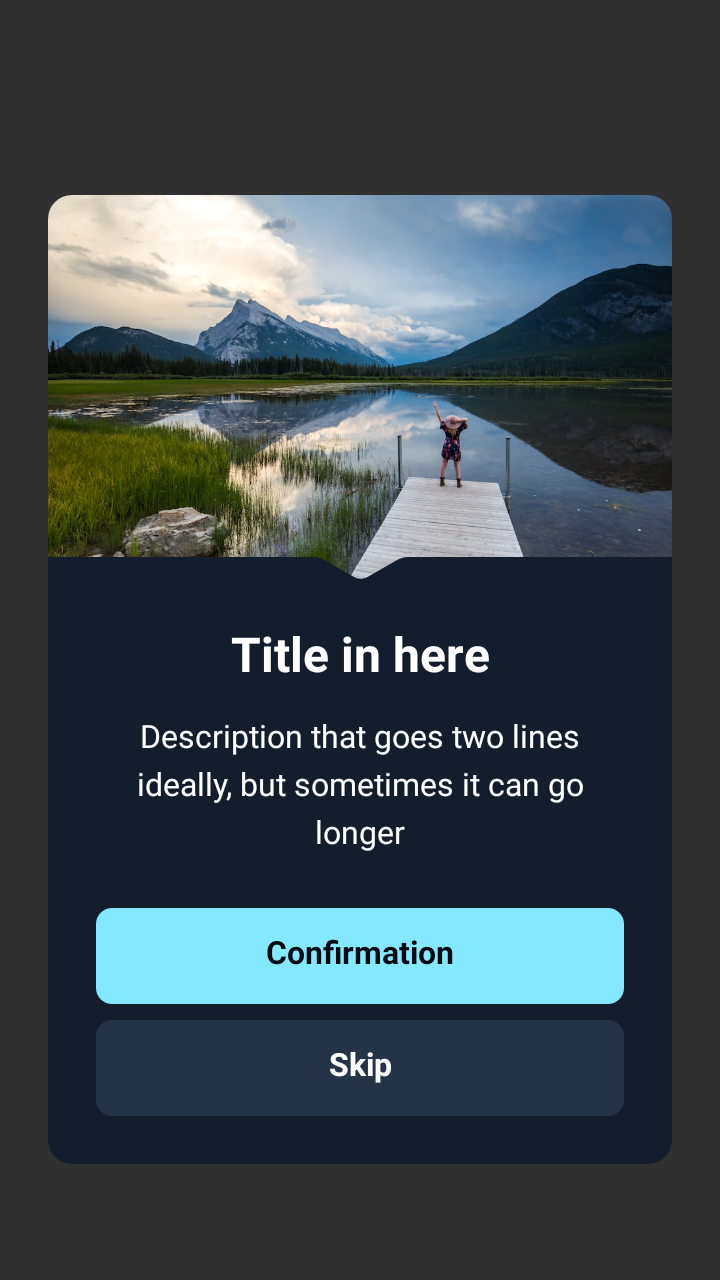 Title in here
Description that goes two lines
ideally, but sometimes it can go
longer
Confirmation
Skip